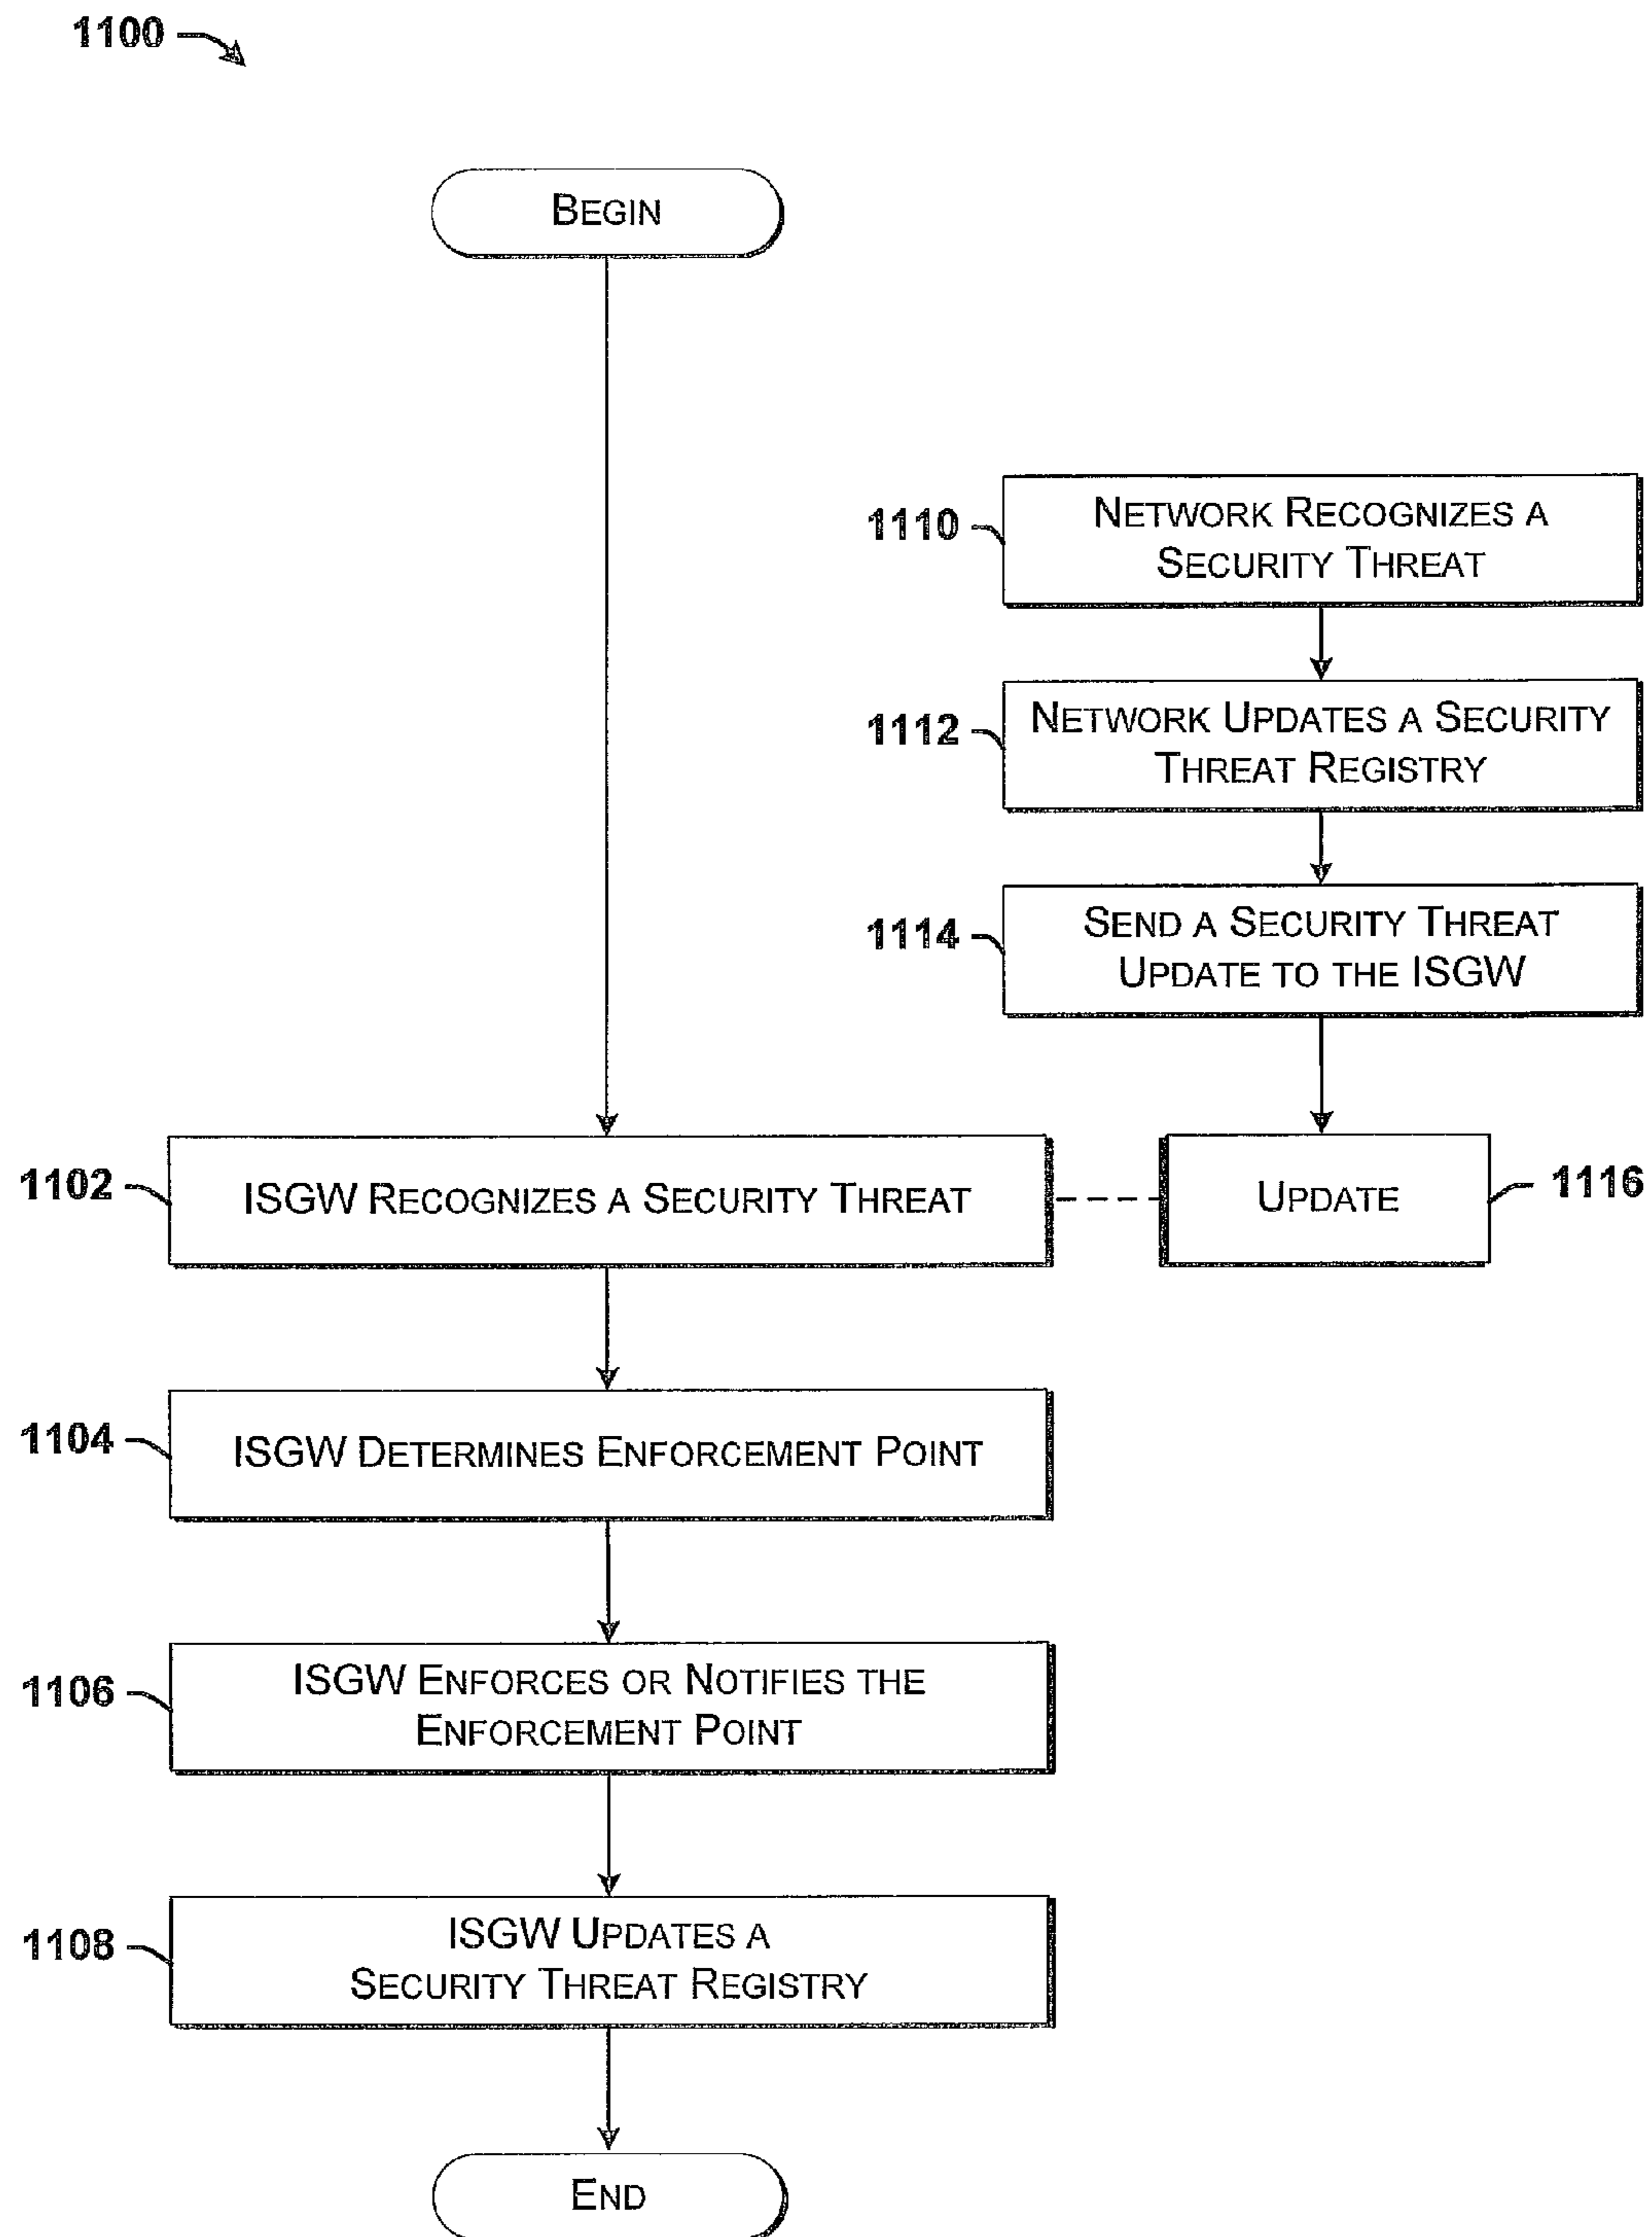 1100
BEGIN
1110
NETWORK RECOGNIZES A
SECURITY THREAT
1112
NETWORK UPDATES A SECURITY
THREAT REGISTRY
1114
SEND A SECURITY THREAT
UPDATE TO THE ISGW
1102
ISGW RECOGNIZES A SECURITY THREAT
UPDATE
1116
1104
ISGW DETERMINES ENFORCEMENT POINT
1106
ISGW ENFORCES OR NOTIFIES THE
ENFORCEMENT POINT
1108
ISGW UPDATES A
SECURITY THREAT REGISTRY
END